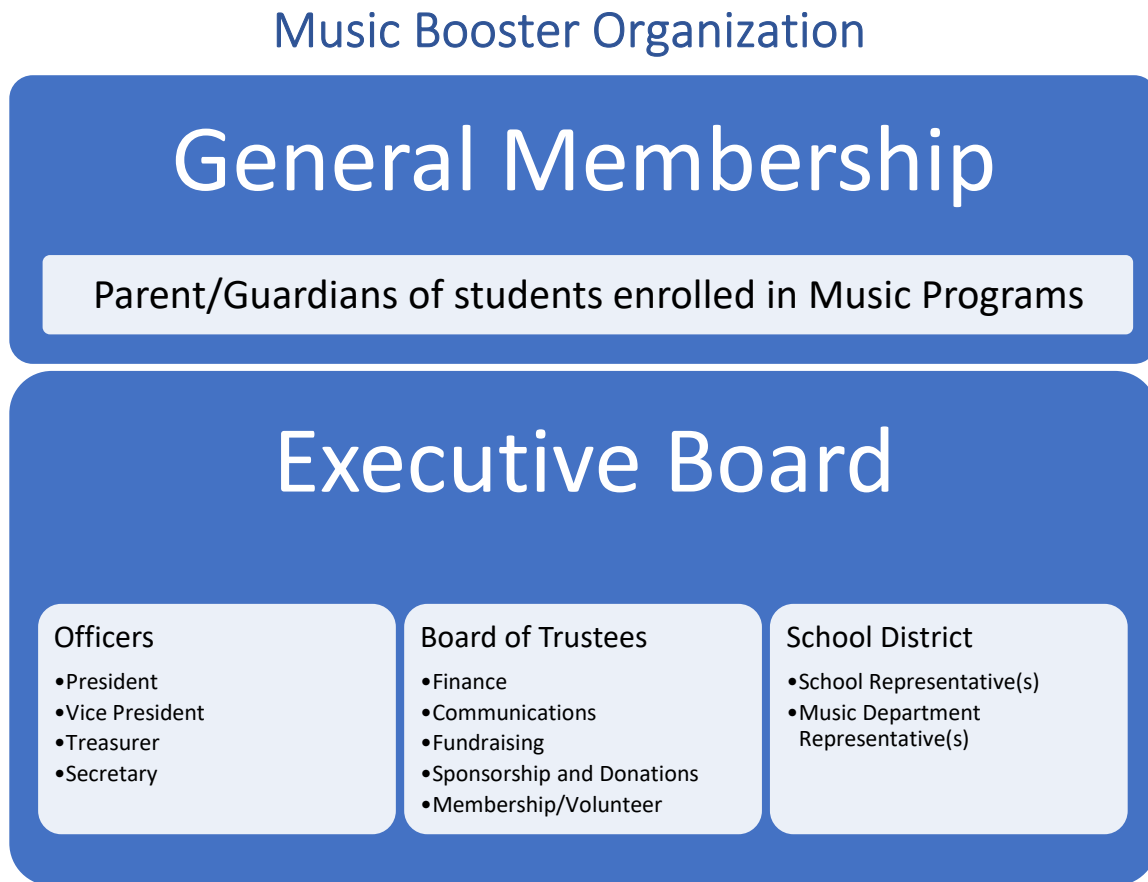 Music Booster Organization
General Membership
Parent/Guardians of students enrolled in Music Programs
Executive Board
Officers
•President
•Vice President
•Treasurer
•Secretary
Board of Trustees
•Finance
•Communications
•Fundraising
•Sponsorship and Donations
•Membership/Volunteer
School District
•School Representative(s)
•Music Department
Representative(s)